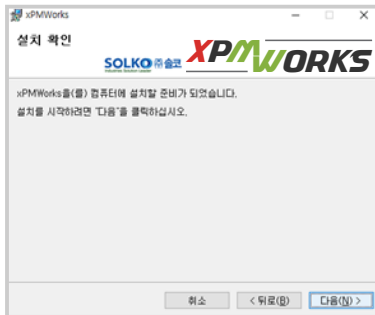 xPMWorks
설치 확인
SOLKO ㈜솔코 XPMWORKS
xPMWorks을(를) 컴퓨터에 설치할 준비가 되었습니다.
설치를 시작하려면 "다음"을 클릭하십시오.
취소 < 뒤로(B) 다음(N) >